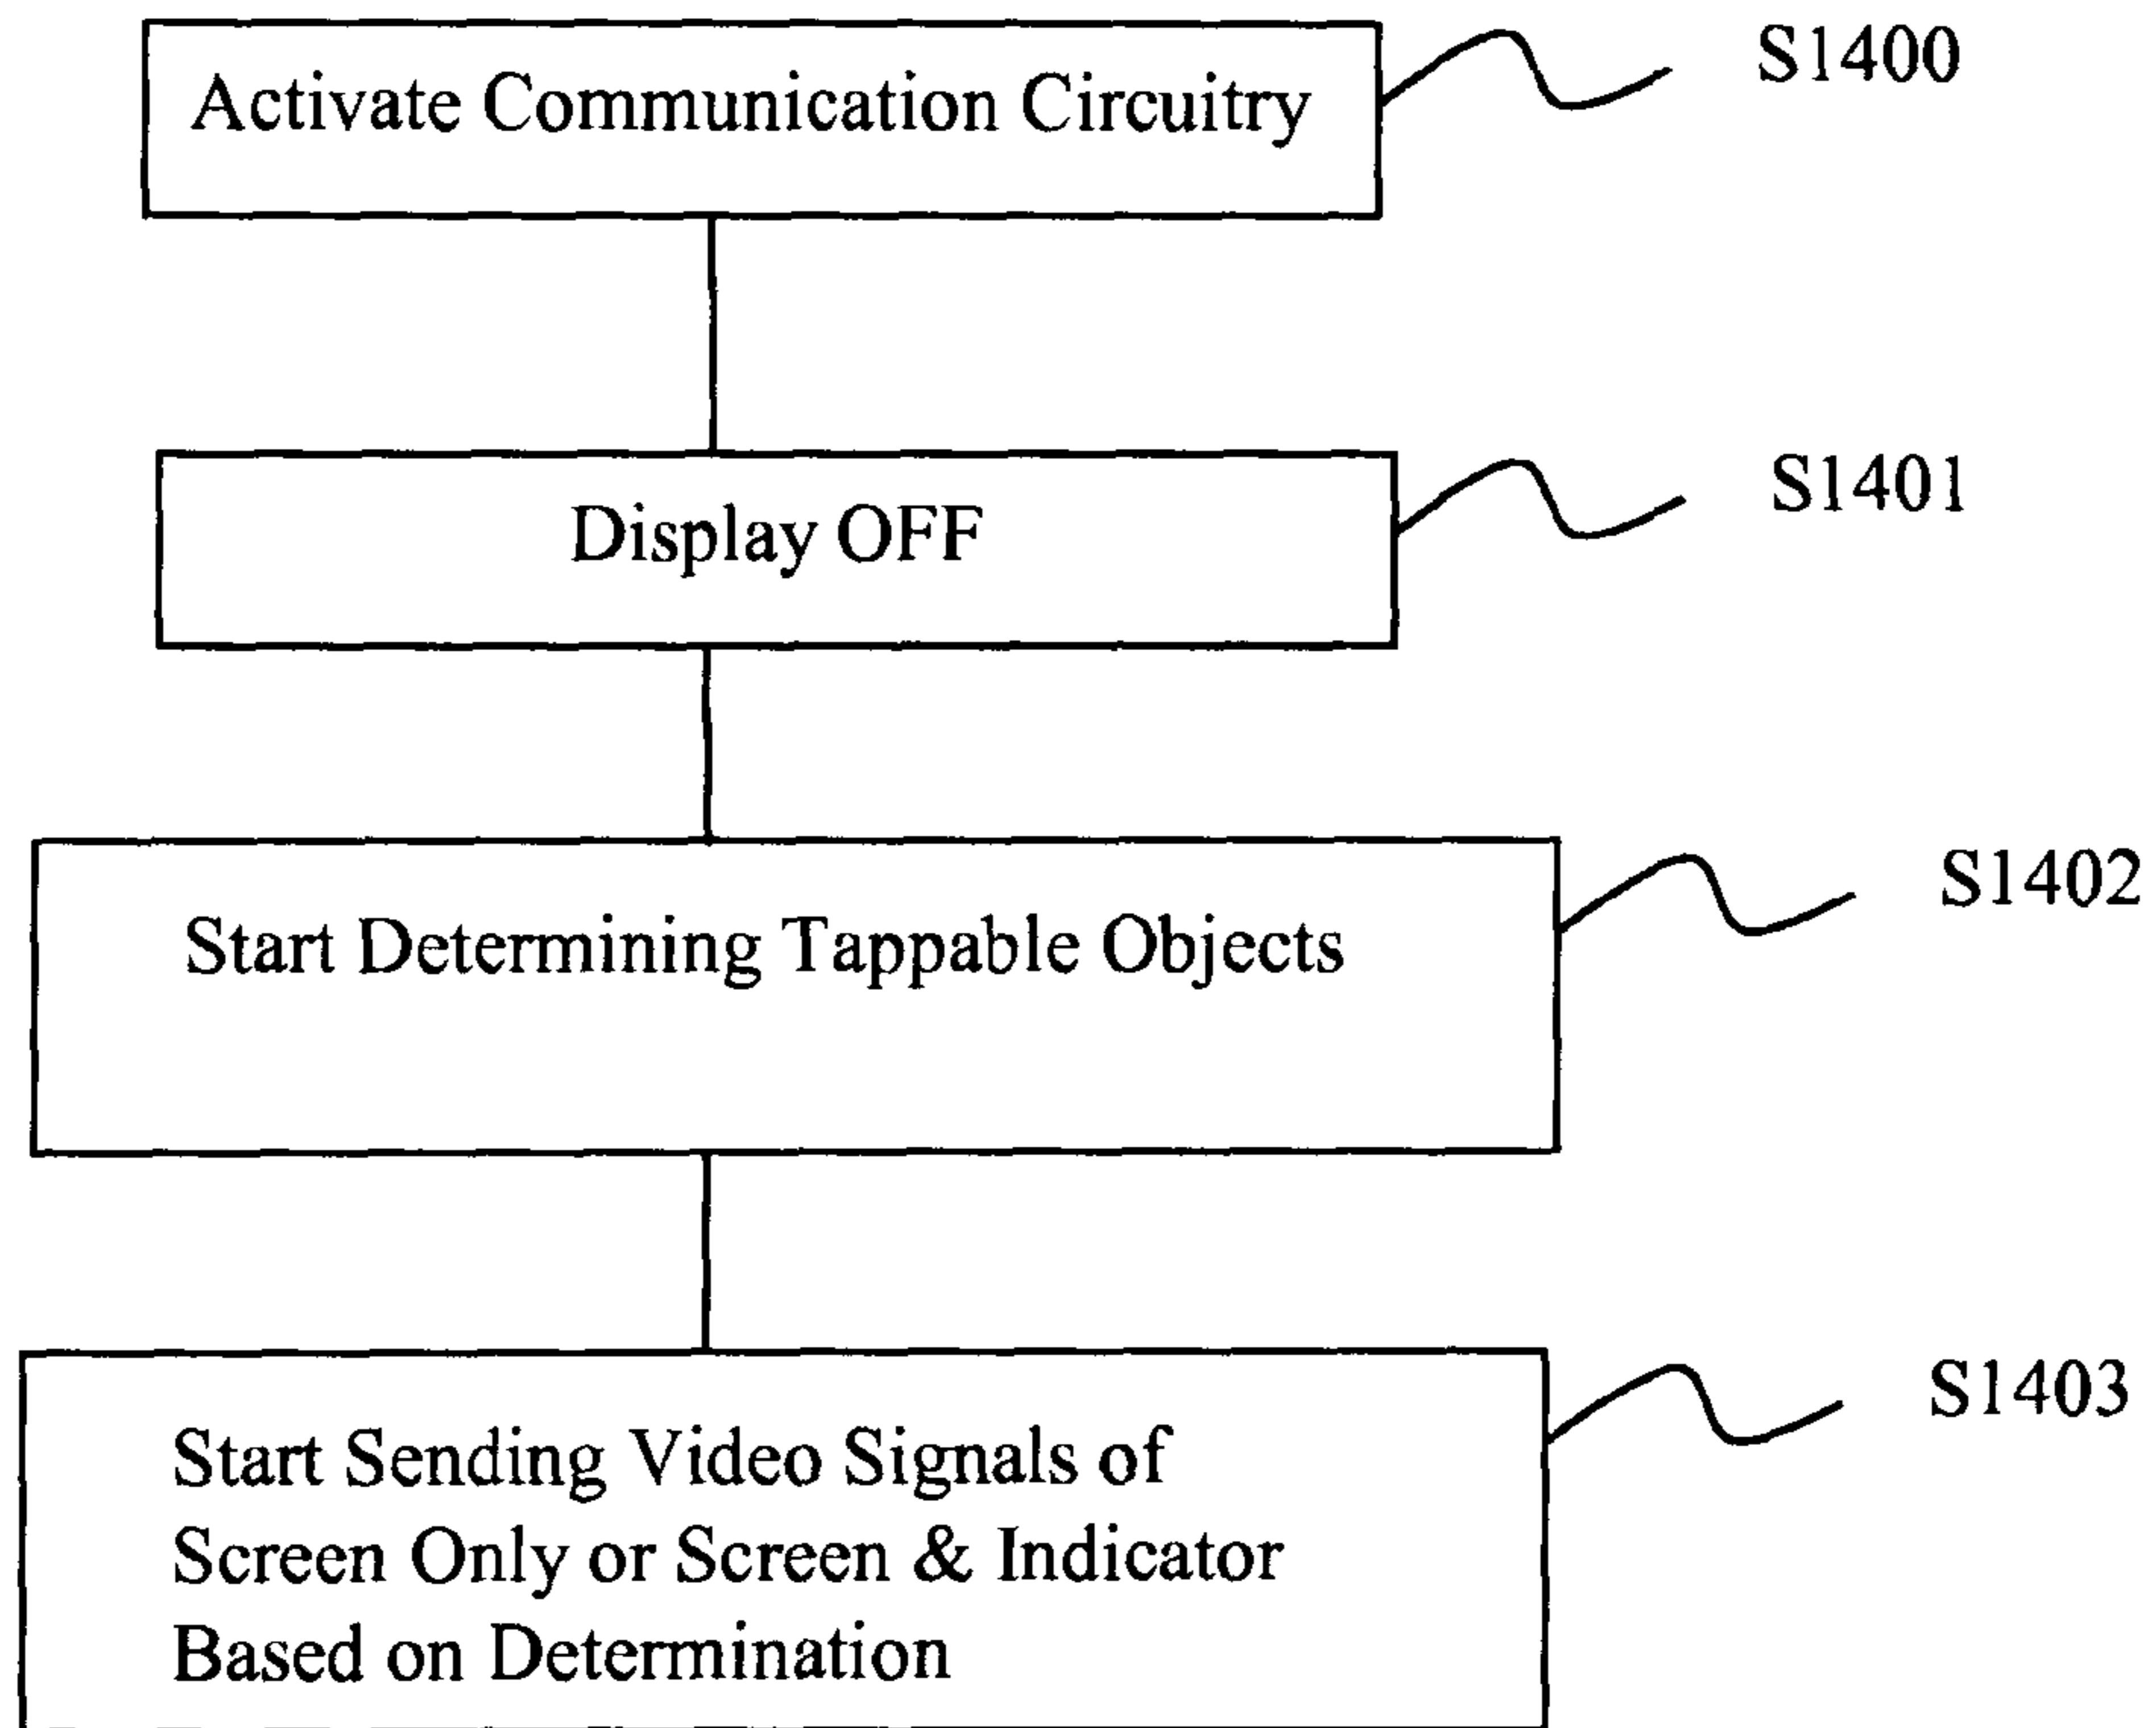 Activate Communication Circuitry
S1400
Display OFF
S1401
Start Determining Tappable Objects
S1402
Start Sending Video Signals of
Screen Only or Screen & Indicator
Based on Determination
S1403